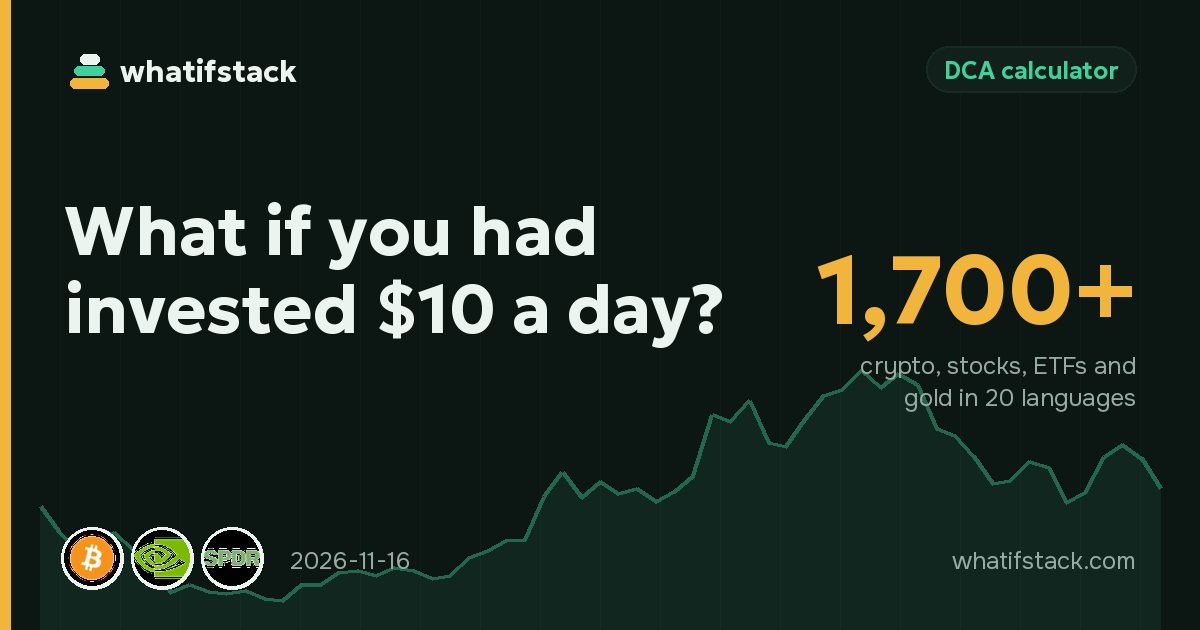 whatifstack
DCA calculator
What if you had
invested $10 a day?
1,700+
crypto, stocks, ETFs and
gold in 20 languages
SPDR
2026-11-16
whatifstack.com